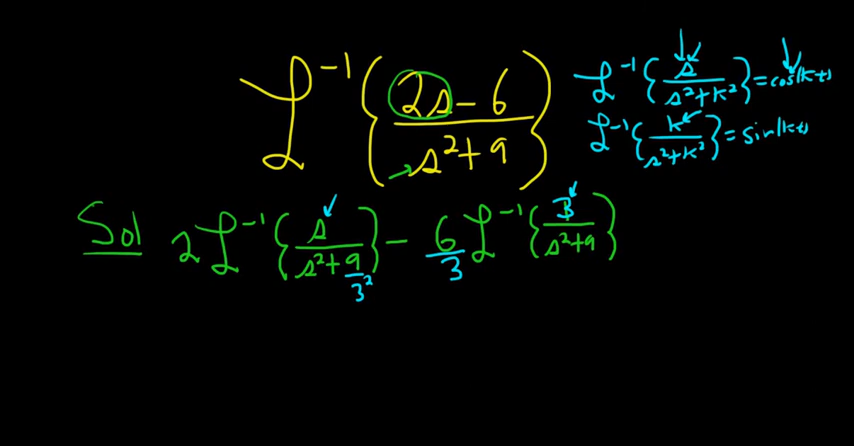 ℒ⁻¹{(2s − 6)/(s² + 9)}
ℒ⁻¹{s/(s² + k²)} = cos(kt)
ℒ⁻¹{k/(s² + k²)} = sin(kt)
Sol 2ℒ⁻¹{s/(s² + 9)} − 6/3 ℒ⁻¹{3/(s² + 9)}
3²